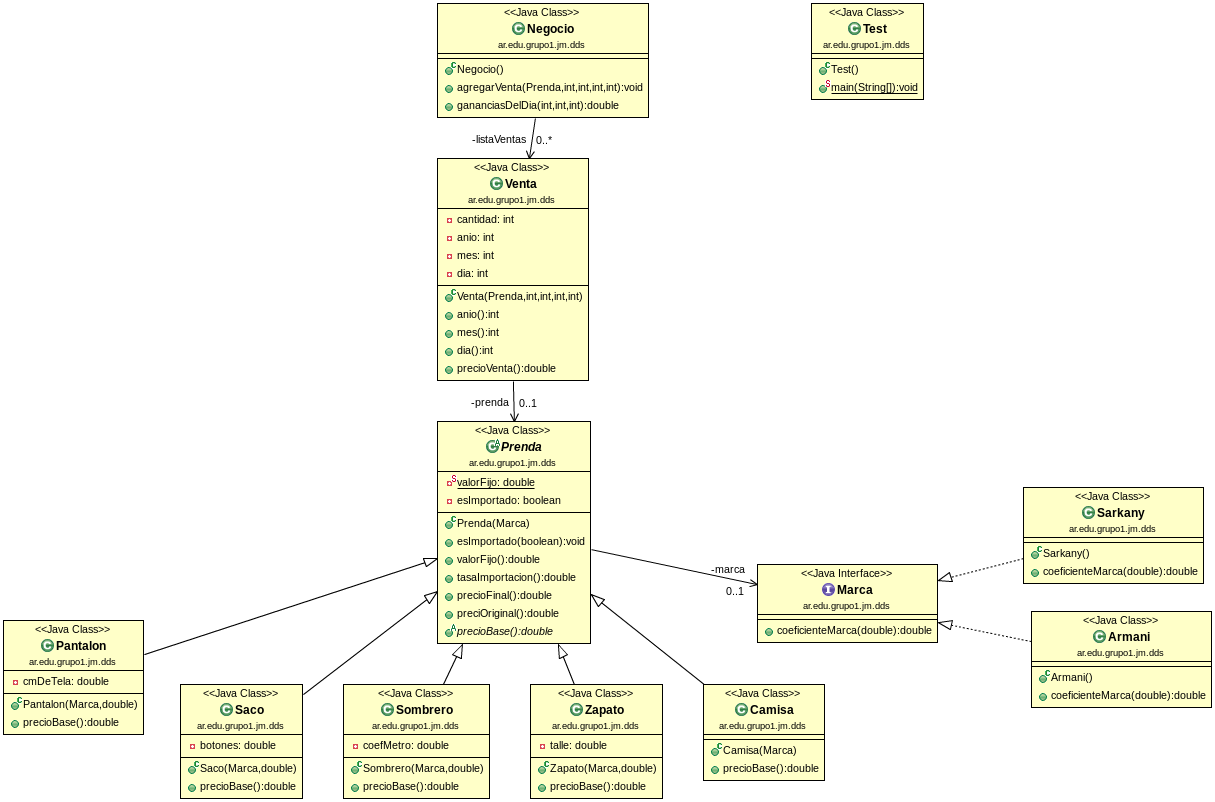 <<Java Class>>
Negocio
ar.edu.grupo1.jm.dds
Negocio()
agregarVenta(Prenda,int,int,int,int):void
gananciasDelDia(int,int,int):double
<<Java Class>>
Test
ar.edu.grupo1.jm.dds
Test()
main(String[]):void
-listaVentas 0..*
<<Java Class>>
Venta
ar.edu.grupo1.jm.dds
cantidad: int
anio: int
mes: int
dia: int
Venta(Prenda,int,int,int,int)
anio():int
mes():int
dia():int
precioVenta():double
-prenda 0..1
<<Java Class>>
Prenda
ar.edu.grupo1.jm.dds
valorFijo: double
esImportado: boolean
Prenda(Marca)
esImportado(boolean):void
valorFijo():double
tasaImportacion():double
precioFinal():double
preciOriginal():double
precioBase():double
-marca
0..1
<<Java Interface>>
Marca
ar.edu.grupo1.jm.dds
coeficienteMarca(double):double
<<Java Class>>
Sarkany
ar.edu.grupo1.jm.dds
Sarkany()
coeficienteMarca(double):double
<<Java Class>>
Armani
ar.edu.grupo1.jm.dds
Armani()
coeficienteMarca(double):double
<<Java Class>>
Pantalon
ar.edu.grupo1.jm.dds
cmDeTela: double
Pantalon(Marca,double)
precioBase():double
<<Java Class>>
Saco
ar.edu.grupo1.jm.dds
botones: double
Saco(Marca,double)
precioBase():double
<<Java Class>>
Sombrero
ar.edu.grupo1.jm.dds
coefMetro: double
Sombrero(Marca,double)
precioBase():double
<<Java Class>>
Zapato
ar.edu.grupo1.jm.dds
talle: double
Zapato(Marca,double)
precioBase():double
<<Java Class>>
Camisa
ar.edu.grupo1.jm.dds
Camisa(Marca)
precioBase():double